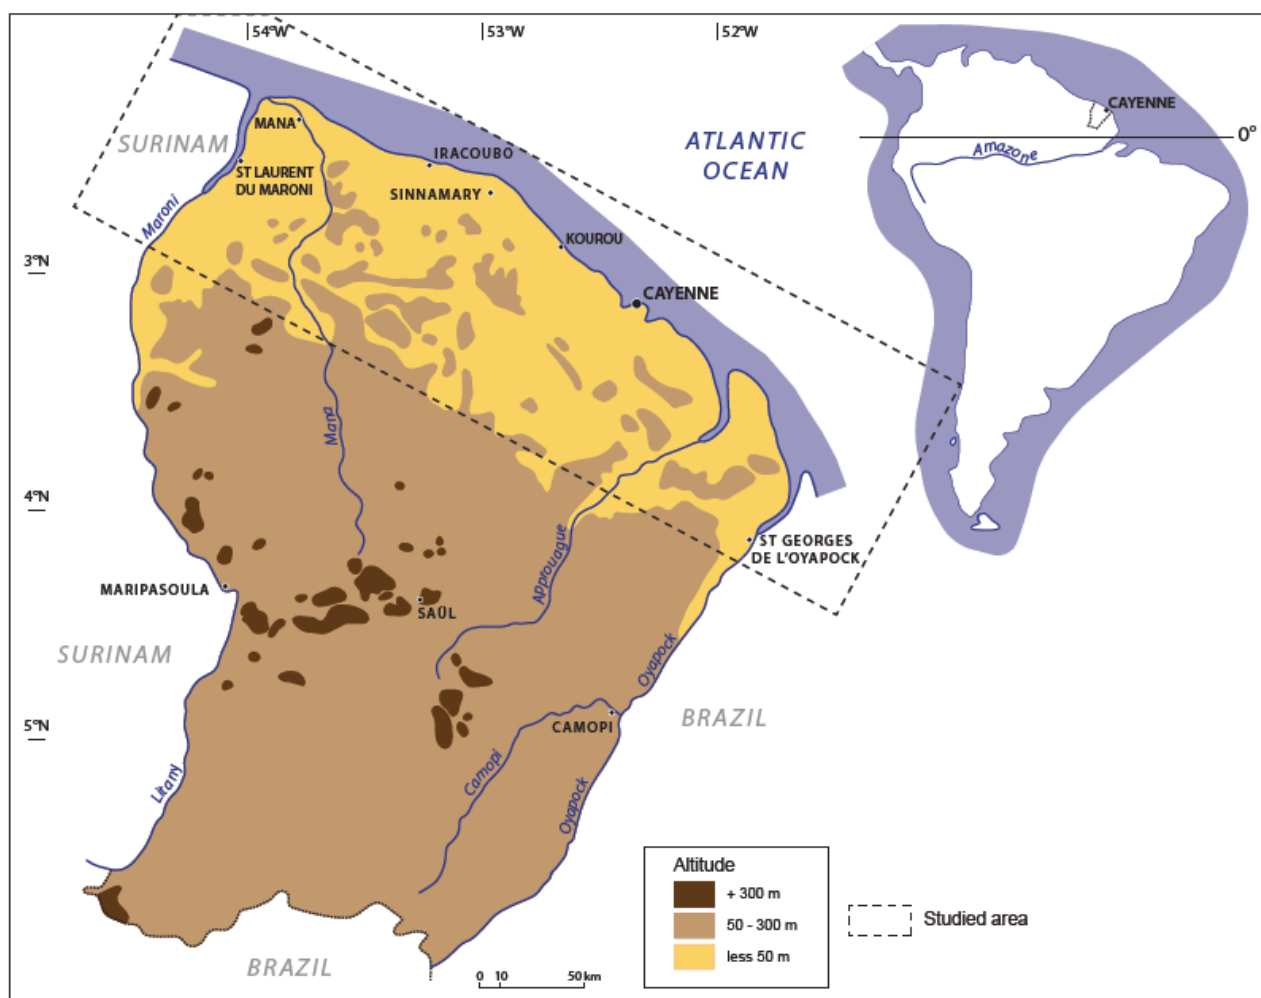 54°W
53°W
52°W
SURINAM
MANA
ST LAURENT
DU MARONI
IRACOUBO
SINNAMARY
ATLANTIC
OCEAN
CAYENNE
0°
Amazone
Maroni
KOUROU
3°N
CAYENNE
Mana
4°N
Approuague
ST GEORGES
DE L'OYAPOCK
MARIPASOULA
SAÜL
SURINAM
Oyapock
BRAZIL
5°N
CAMOPI
Camopi
Litany
Oyapock
Altitude
+ 300 m
50 - 300 m
less 50 m
Studied area
BRAZIL
0 10 50 km